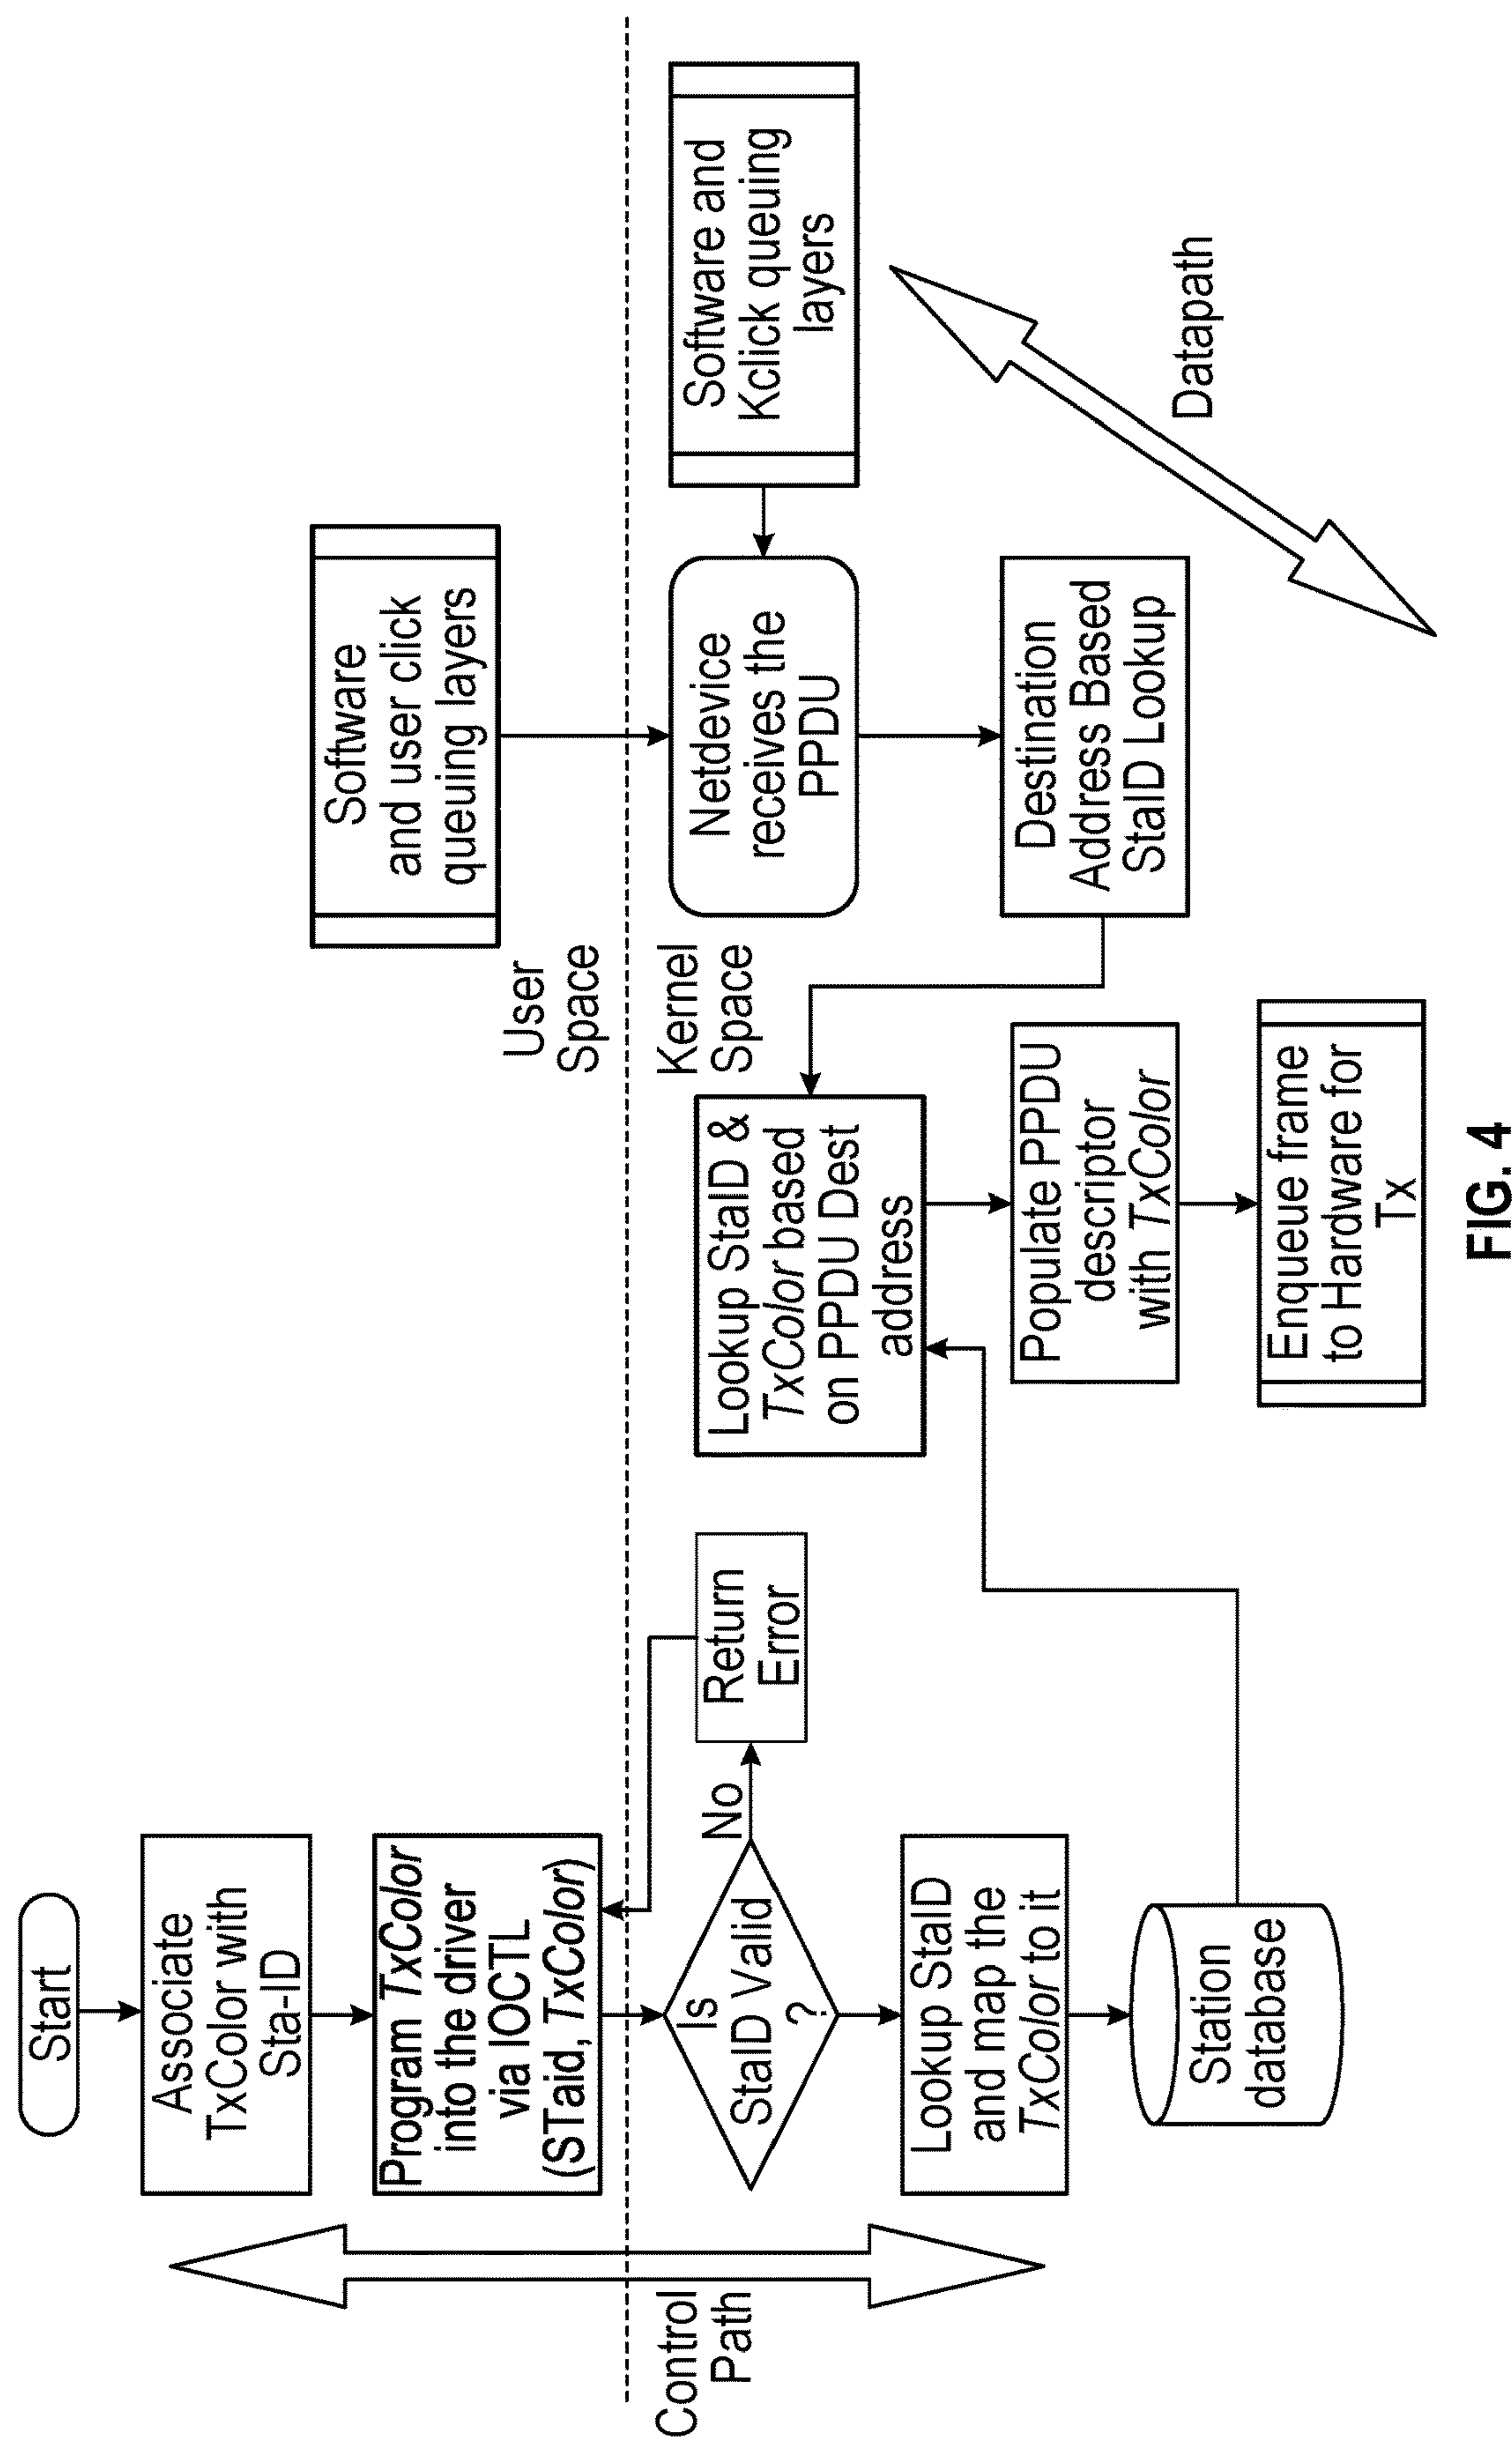 Start
Associate
TxColor with
Sta-ID
Program TxColor
into the driver
via IOCTL
(STaid, TxColor)
Control
Path
Is
StaID Valid
?
No
Return
Error
Lookup StaID
and map the
TxColor to it
Station
database
Software
and user click
queuing layers
User
Space
Kernel
Space
Software and
Kclick queuing
layers
Netdevice
receives the
PPDU
Destination
Address Based
StaID Lookup
Lookup StaID &
TxColor based
on PPDU Dest
address
Populate PPDU
descriptor
with TxColor
Enqueue frame
to Hardware for
Tx
Datapath
FIG. 4